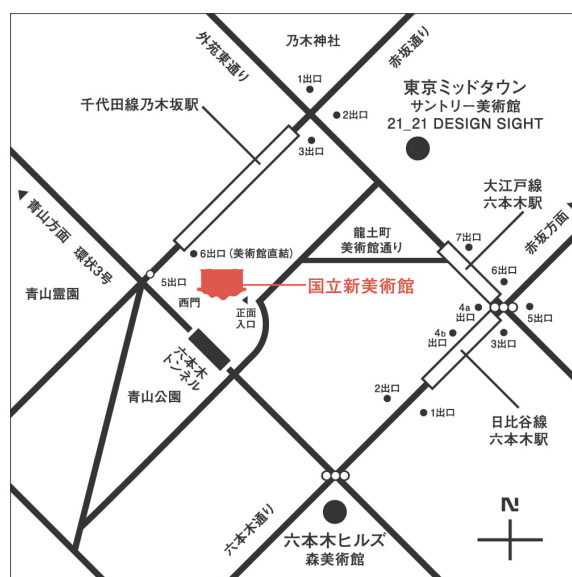 外苑東通り
乃木神社
赤坂通り
1出口
2出口
3出口
千代田線乃木坂駅
東京ミッドタウン
サントリー美術館
21_21 DESIGN SIGHT
大江戸線
六本木駅
青山方面
環状3号
赤坂方面
龍土町
美術館通り
7出口
6出口(美術館直結)
6出口
5出口
国立新美術館
西門
正面
入口
青山霊園
4a
出口
5出口
4b
出口
3出口
六本木
トンネル
青山公園
2出口
1出口
日比谷線
六本木駅
六本木通り
六本木ヒルズ
森美術館
N